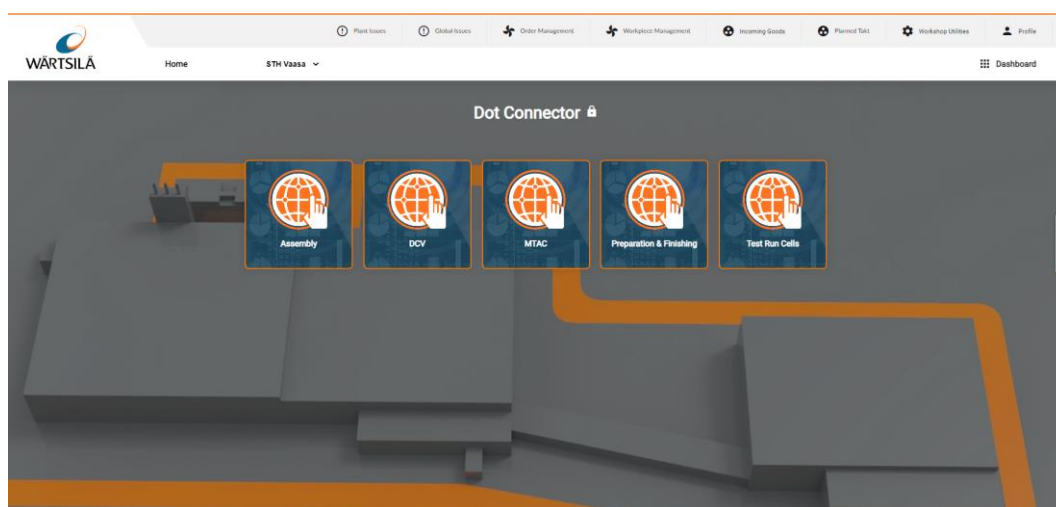 Plant Issues
Global Issues
Order Management
Workpiece Management
Incoming Goods
Planned Takt
Workshop Utilities
Profile
WÄRTSILÄ
Home
STH Vaasa
Dashboard
Dot Connector
Assembly
DCV
MTAC
Preparation & Finishing
Test Run Cells